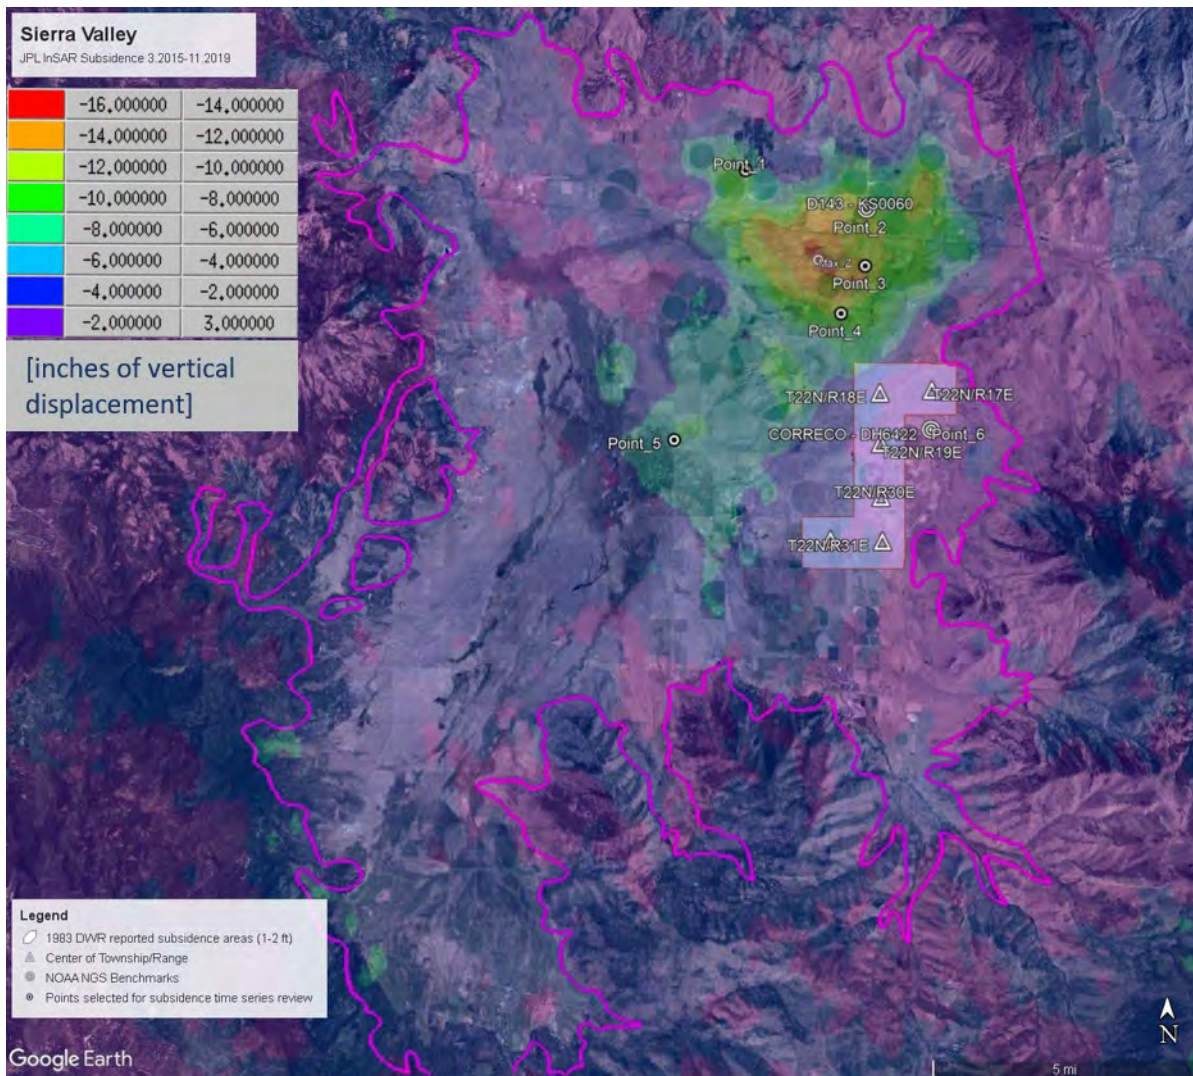 Sierra Valley
JPL InSAR Subsidence 3.2015-11.2019
-16.000000 -14.000000
-14.000000 -12.000000
-12.000000 -10.000000
-10.000000 -8.000000
-8.000000 -6.000000
-6.000000 -4.000000
-4.000000 -2.000000
-2.000000 3.000000
[inches of vertical
displacement]
Point_1
D143 - KS0060
Point_2
Max_Z
Point_3
Point_4
T22N/R18E
T22N/R17E
Point_5
CORRECO - DH6422
Point_6
T22N/R19E
T22N/R30E
T22N/R31E
Legend
1983 DWR reported subsidence areas (1-2 ft)
Center of Township/Range
NOAA NGS Benchmarks
Points selected for subsidence time series review
N
Google Earth
5 mi